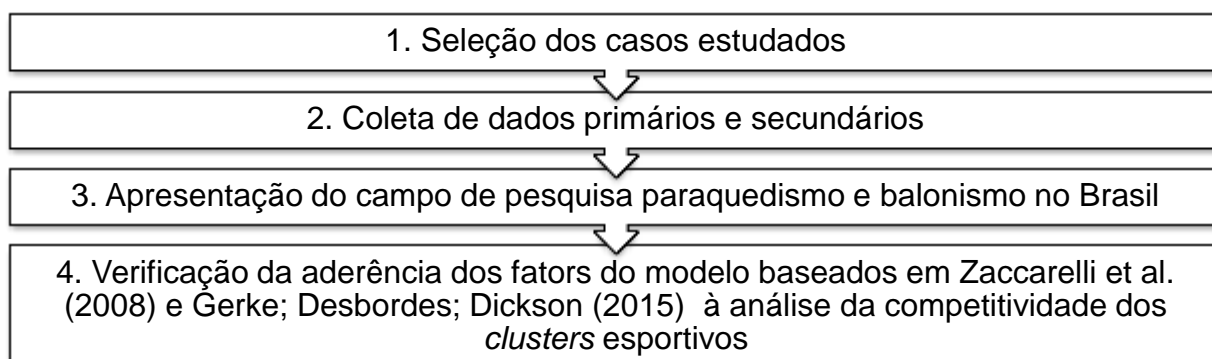 1. Seleção dos casos estudados
2. Coleta de dados primários e secundários
3. Apresentação do campo de pesquisa paraquedismo e balonismo no Brasil
4. Verificação da aderência dos fators do modelo baseados em Zaccarelli et al.
(2008) e Gerke; Desbordes; Dickson (2015) à análise da competitividade dos
clusters esportivos